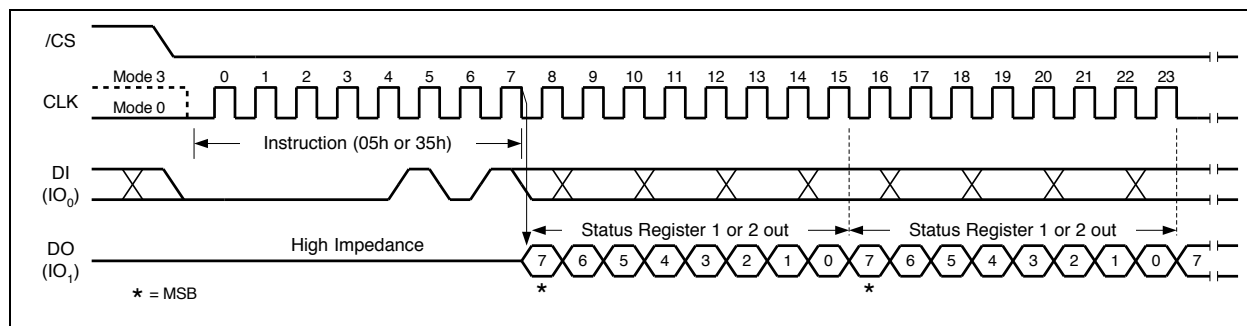 /CS
Mode 3 0 1 2 3 4 5 6 7 8 9 10 11 12 13 14 15 16 17 18 19 20 21 22 23
CLK Mode 0
Instruction (05h or 35h)
DI
(IO0)
High Impedance Status Register 1 or 2 out Status Register 1 or 2 out
DO 7 6 5 4 3 2 1 0 7 6 5 4 3 2 1 0 7
(IO1)
* *
* = MSB